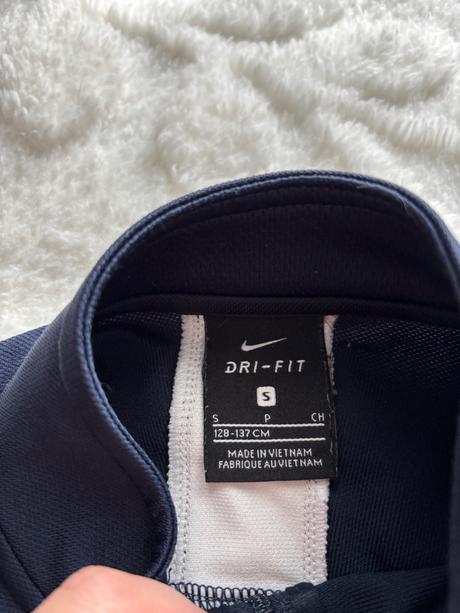 DRI-FIT
S
S P CH
128-137 CM
MADE IN VIETNAM
FABRIQUE AU VIETNAM